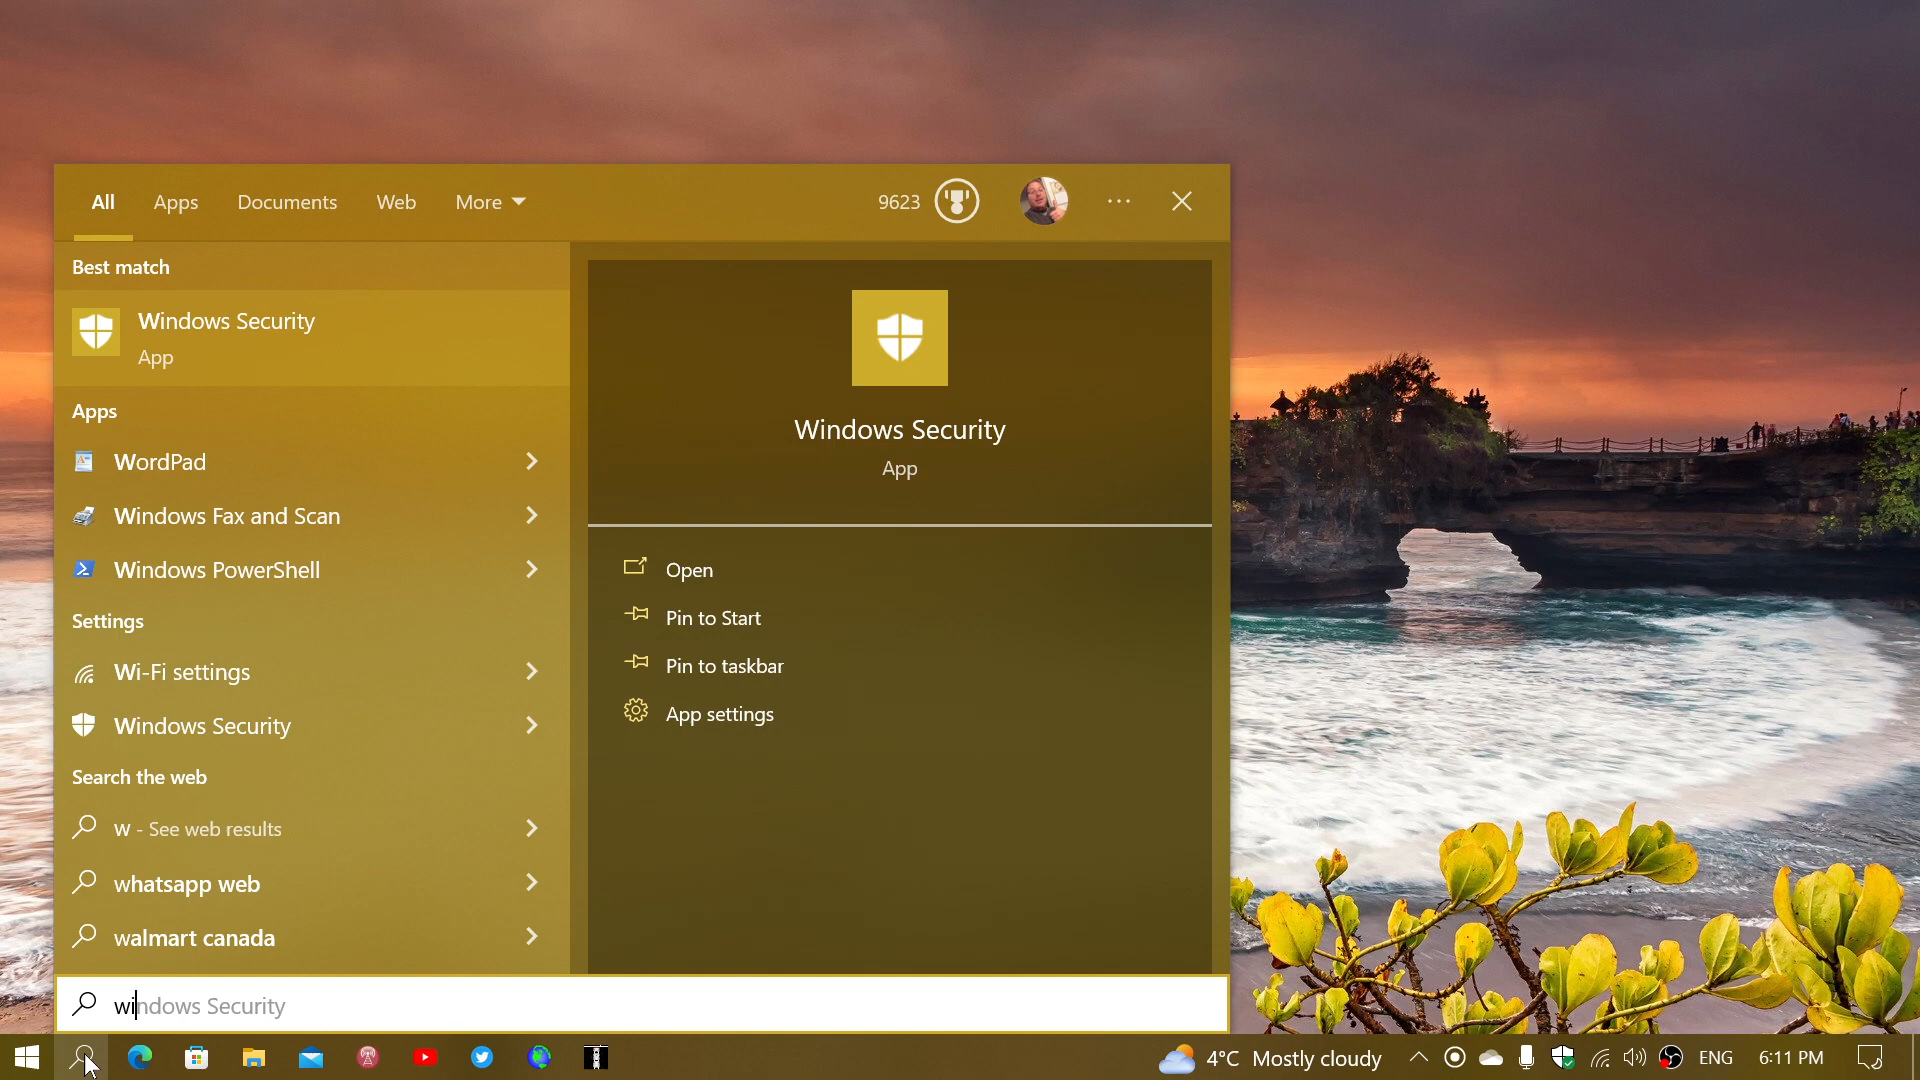 All Apps Documents Web More 9623
Best match
Windows Security
App
Apps
WordPad
Windows Fax and Scan
Windows PowerShell
Settings
Wi-Fi settings
Windows Security
Search the web
w - See web results
whatsapp web
walmart canada
Windows Security
App
Open
Pin to Start
Pin to taskbar
App settings
windows Security
4°C Mostly cloudy ENG 6:11 PM